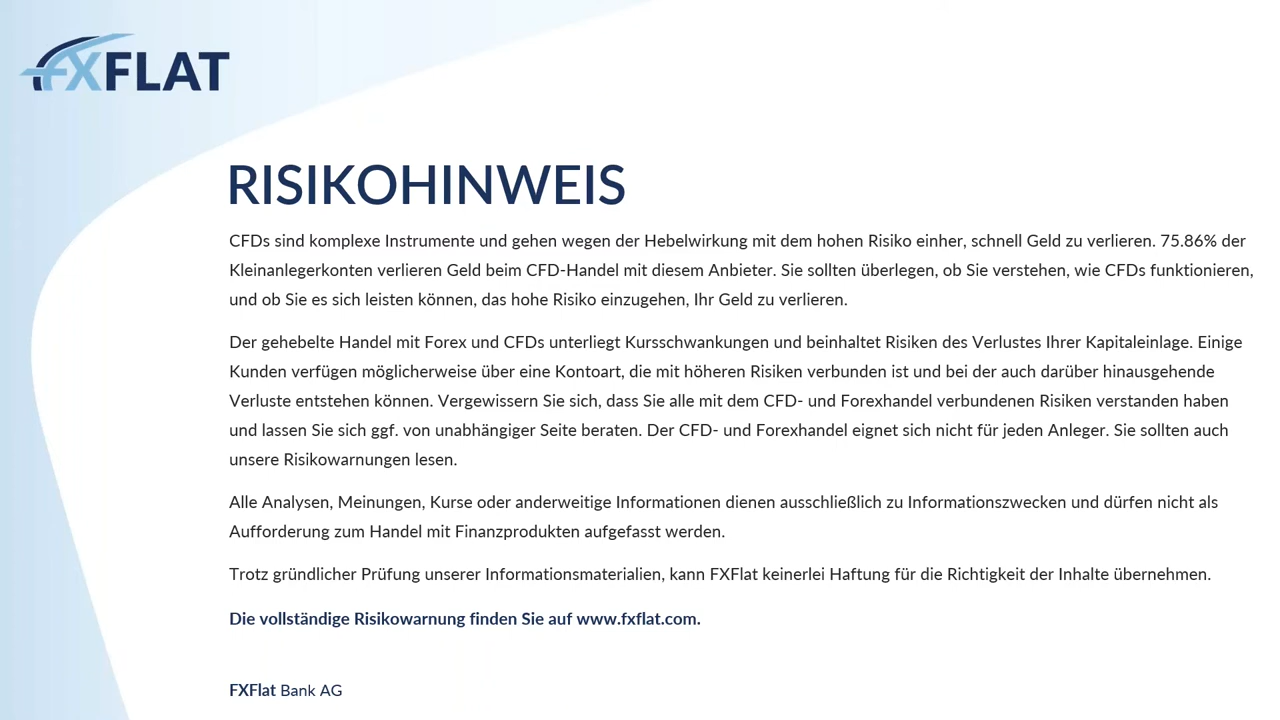 FXFLAT
RISIKOHINWEIS
CFDs sind komplexe Instrumente und gehen wegen der Hebelwirkung mit dem hohen Risiko einher, schnell Geld zu verlieren. 75.86% der
Kleinanlegerkonten verlieren Geld beim CFD-Handel mit diesem Anbieter. Sie sollten überlegen, ob Sie verstehen, wie CFDs funktionieren,
und ob Sie es sich leisten können, das hohe Risiko einzugehen, Ihr Geld zu verlieren.
Der gehebelte Handel mit Forex und CFDs unterliegt Kursschwankungen und beinhaltet Risiken des Verlustes Ihrer Kapitaleinlage. Einige
Kunden verfügen möglicherweise über eine Kontoart, die mit höheren Risiken verbunden ist und bei der auch darüber hinausgehende
Verluste entstehen können. Vergewissern Sie sich, dass Sie alle mit dem CFD- und Forexhandel verbundenen Risiken verstanden haben
und lassen Sie sich ggf. von unabhängiger Seite beraten. Der CFD- und Forexhandel eignet sich nicht für jeden Anleger. Sie sollten auch
unsere Risikowarnungen lesen.
Alle Analysen, Meinungen, Kurse oder anderweitige Informationen dienen ausschließlich zu Informationszwecken und dürfen nicht als
Aufforderung zum Handel mit Finanzprodukten aufgefasst werden.
Trotz gründlicher Prüfung unserer Informationsmaterialien, kann FXFlat keinerlei Haftung für die Richtigkeit der Inhalte übernehmen.
Die vollständige Risikowarnung finden Sie auf www.fxflat.com.
FXFlat Bank AG